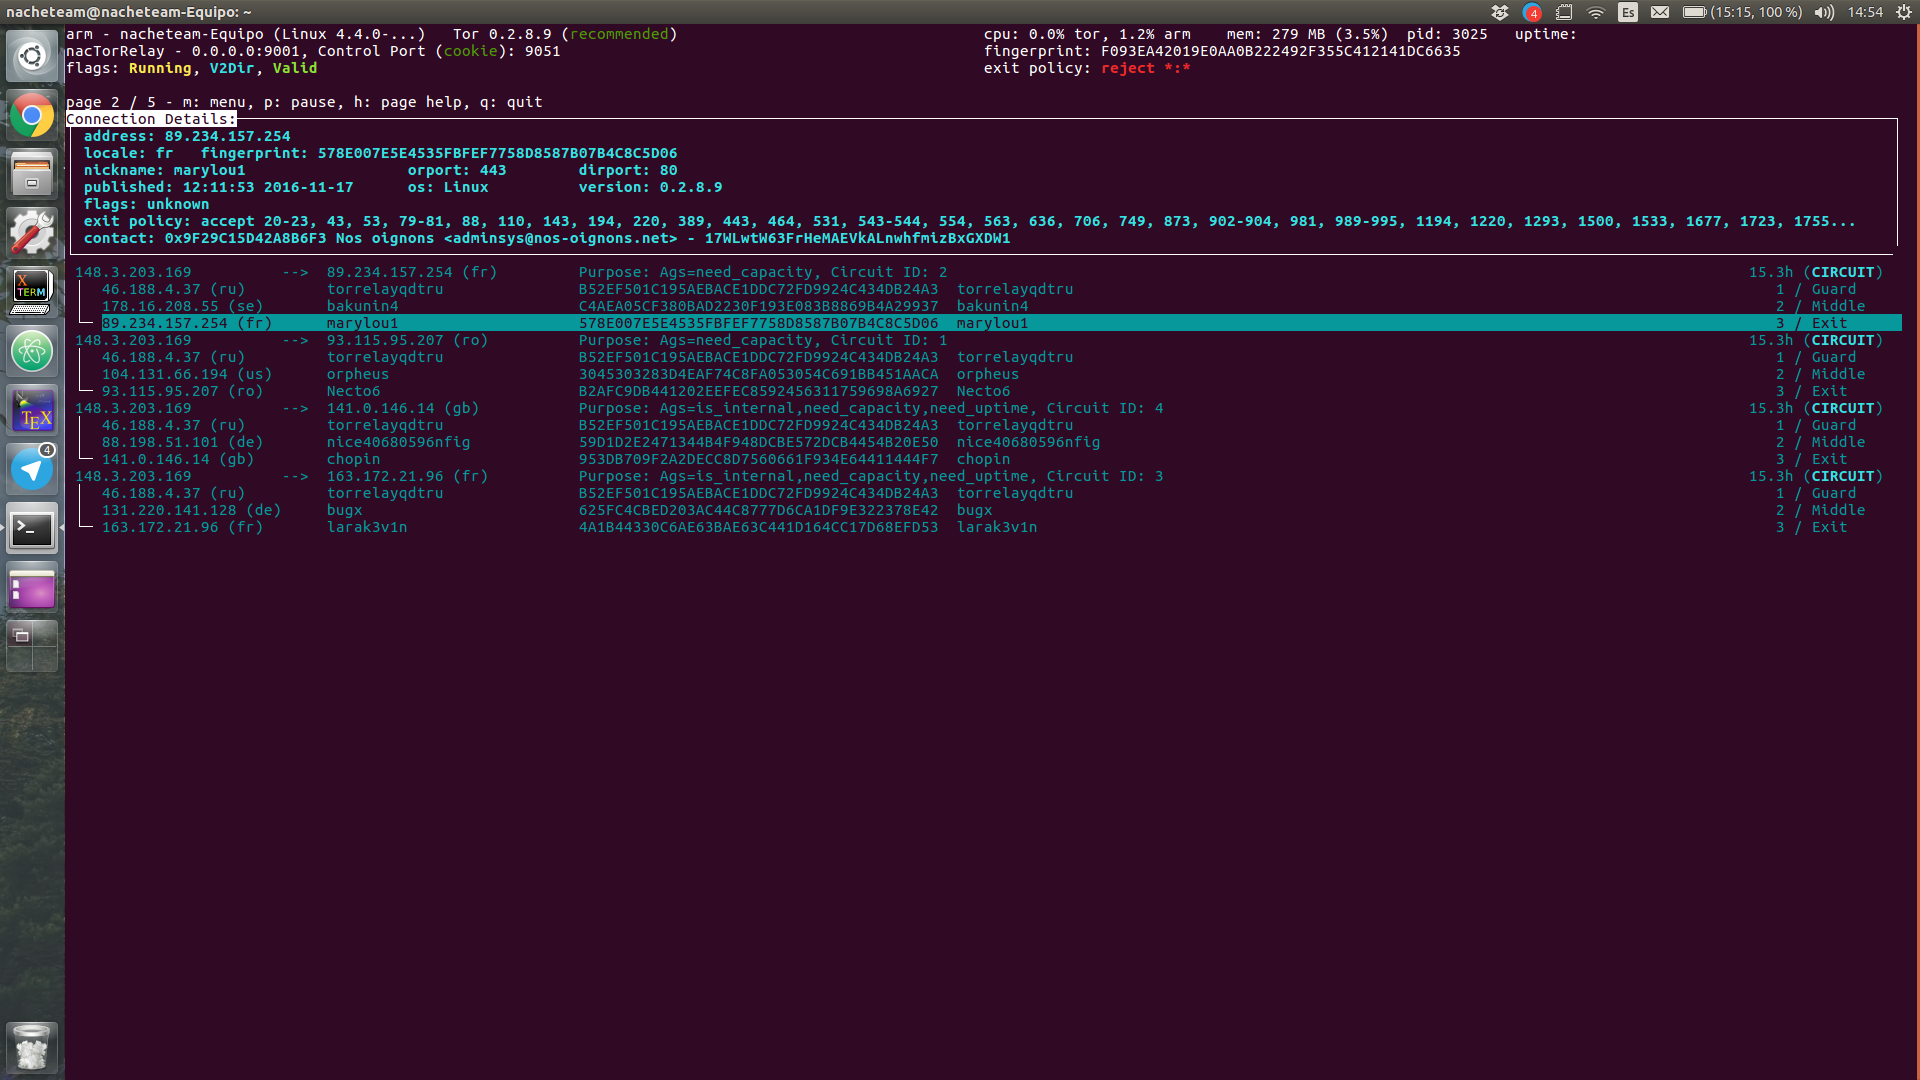 nacheteam@nacheteam-Equipo: ~
4 Es (15:15, 100 %) 14:54
arm - nacheteam-Equipo (Linux 4.4.0-...)   Tor 0.2.8.9 (recommended)   cpu: 0.0% tor, 1.2% arm    mem: 279 MB (3.5%)  pid: 3025   uptime:
nacTorRelay - 0.0.0.0:9001, Control Port (cookie): 9051   fingerprint: F093EA42019E0AA0B222492F355C412141DC6635
flags: Running, V2Dir, Valid   exit policy: reject *:*
page 2 / 5 - m: menu, p: pause, h: page help, q: quit
Connection Details:
address: 89.234.157.254
locale: fr   fingerprint: 578E007E5E4535FBFEF7758D8587B07B4C8C5D06
nickname: marylou1   orport: 443   dirport: 80
published: 12:11:53 2016-11-17   os: Linux   version: 0.2.8.9
flags: unknown
exit policy: accept 20-23, 43, 53, 79-81, 88, 110, 143, 194, 220, 389, 443, 464, 531, 543-544, 554, 563, 636, 706, 749, 873, 902-904, 981, 989-995, 1194, 1220, 1293, 1500, 1533, 1677, 1723, 1755...
contact: 0x9F29C15D42A8B6F3 Nos oignons <adminsys@nos-oignons.net> - 17WLwtW63FrHeMAEVkALnwhfmizBxGXDW1
148.3.203.169   -->  89.234.157.254 (fr)   Purpose: Ags=need_capacity, Circuit ID: 2   15.3h (CIRCUIT)
46.188.4.37 (ru)   torrelayqdtru   B52EF501C195AEBACE1DDC72FD9924C434DB24A3  torrelayqdtru   1 / Guard
178.16.208.55 (se)   bakunin4   C4AEA05CF380BAD2230F193E083B8869B4A29937  bakunin4   2 / Middle
89.234.157.254 (fr)   marylou1   578E007E5E4535FBFEF7758D8587B07B4C8C5D06  marylou1   3 / Exit
148.3.203.169   -->  93.115.95.207 (ro)   Purpose: Ags=need_capacity, Circuit ID: 1   15.3h (CIRCUIT)
46.188.4.37 (ru)   torrelayqdtru   B52EF501C195AEBACE1DDC72FD9924C434DB24A3  torrelayqdtru   1 / Guard
104.131.66.194 (us)   orpheus   3045303283D4EAF74C8FA053054C691BB451AACA  orpheus   2 / Middle
93.115.95.207 (ro)   Necto6   B2AFC9DB441202EEFEC8592456311759698A6927  Necto6   3 / Exit
148.3.203.169   -->  141.0.146.14 (gb)   Purpose: Ags=is_internal,need_capacity,need_uptime, Circuit ID: 4   15.3h (CIRCUIT)
46.188.4.37 (ru)   torrelayqdtru   B52EF501C195AEBACE1DDC72FD9924C434DB24A3  torrelayqdtru   1 / Guard
88.198.51.101 (de)   nice40680596nfig   59D1D2E2471344B4F948DCBE572DCB4454B20E50  nice40680596nfig   2 / Middle
141.0.146.14 (gb)   chopin   953DB709F2A2DECC8D7560661F934E64411444F7  chopin   3 / Exit
148.3.203.169   -->  163.172.21.96 (fr)   Purpose: Ags=is_internal,need_capacity,need_uptime, Circuit ID: 3   15.3h (CIRCUIT)
46.188.4.37 (ru)   torrelayqdtru   B52EF501C195AEBACE1DDC72FD9924C434DB24A3  torrelayqdtru   1 / Guard
131.220.141.128 (de)   bugx   625FC4CBED203AC44C8777D6CA1DF9E322378E42  bugx   2 / Middle
163.172.21.96 (fr)   larak3v1n   4A1B44330C6AE63BAE63C441D164CC17D68EFD53  larak3v1n   3 / Exit
X
TERM
TEX
4
>_